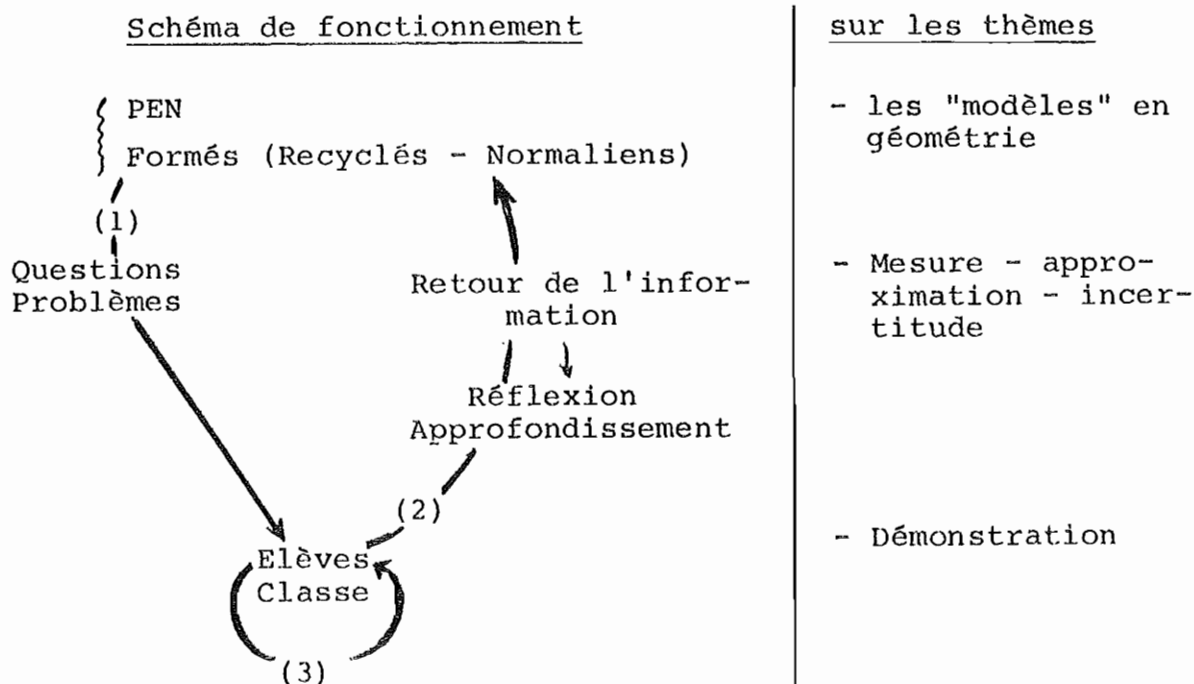 Schéma de fonctionnement
PEN
Formés (Recyclés - Normaliens)
(1)
Questions
Problèmes
Retour de l'infor-
mation
Réflexion
Approfondissement
(2)
Elèves
Classe
(3)
sur les thèmes
- les "modèles" en
géométrie
- Mesure - appro-
ximation - incer-
titude
- Démonstration